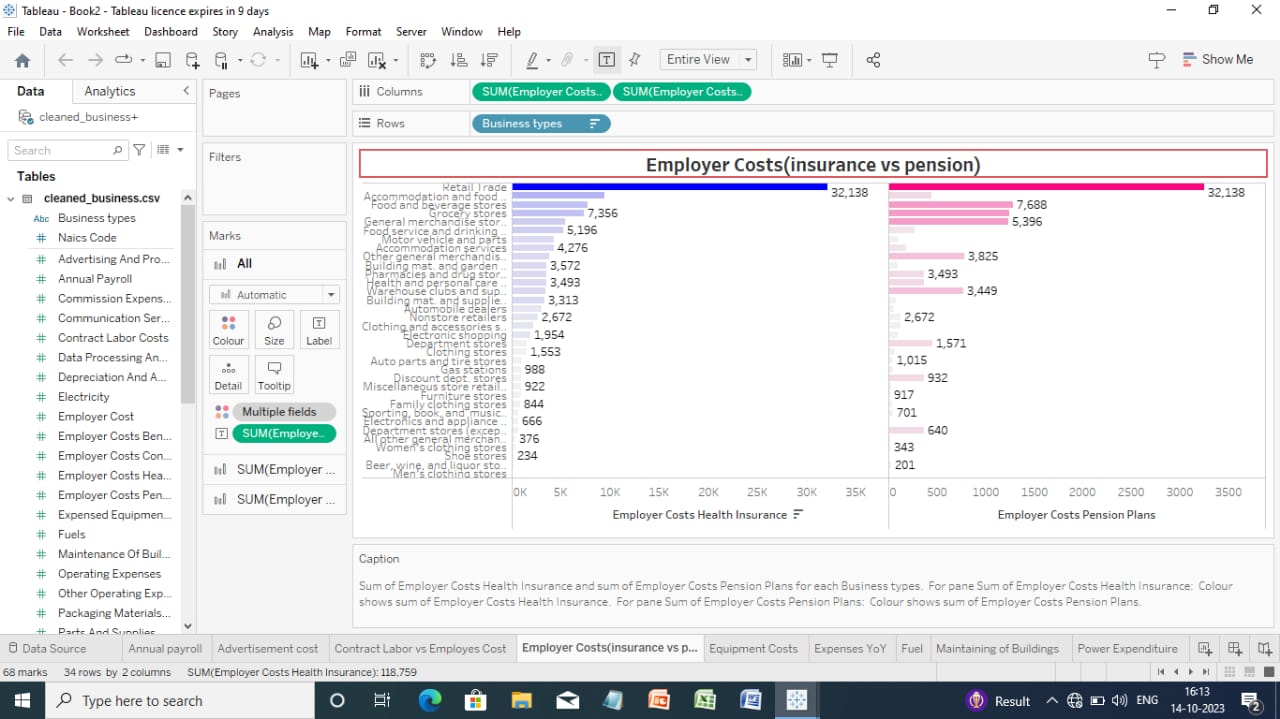 Tableau - Book2 - Tableau licence expires in 9 days
File Data Worksheet Dashboard Story Analysis Map Format Server Window Help
Entire View
Show Me
Data Analytics
cleaned_business+
Search
Tables
cleaned_business.csv
Abc Business types
# Naics Code
# Advertising And Pro...
# Annual Payroll
# Commission Expens...
# Communication Ser...
# Contract Labor Costs
# Data Processing An...
# Depreciation And A...
# Electricity
# Employer Cost
# Employer Costs Ben...
# Employer Costs Con...
# Employer Costs Hea...
# Employer Costs Pen...
# Expensed Equipmen...
# Fuels
# Maintenance Of Buil...
# Operating Expenses
# Other Operating Exp...
# Packaging Materials...
# Parts And Supplies
Pages
Filters
Marks
All
Automatic
Colour Size Label
Detail Tooltip
Multiple fields
SUM(Employe..
SUM(Employer ...
SUM(Employer ...
Columns SUM(Employer Costs.. SUM(Employer Costs..
Rows Business types
Employer Costs(insurance vs pension)
Retail Trade 32,138 32,138
Accommodation and food ..
Food and beverage stores 7,688
Grocery stores 7,356
General merchandise stor.. 5,396
Food service and drinking .. 5,196
Motor vehicle and parts
Accommodation services 4,276
Other general merchandis.. 3,825
Building mat. and garden .. 3,572
Pharmacies and drug stor.. 3,493
Health and personal care .. 3,493
Warehouse clubs and sup.. 3,449
Building mat. and supplie.. 3,313
Automobile dealers
Nonstore retailers 2,672 2,672
Clothing and accessories s..
Electronic shopping 1,954
Department stores 1,571
Clothing stores 1,553
Auto parts and tire stores 1,015
Gas stations 988
Discount dept. stores 932
Miscellaneous store retail.. 922
Furniture stores 917
Family clothing stores 844
Sporting, book, and music.. 701
Electronics and appliance .. 666
Department stores (excep.. 640
All other general merchan.. 376
Women's clothing stores 343
Shoe stores 234
Beer, wine, and liquor sto.. 201
Men's clothing stores
0K 5K 10K 15K 20K 25K 30K 35K 0 500 1000 1500 2000 2500 3000 3500
Employer Costs Health Insurance Employer Costs Pension Plans
Caption
Sum of Employer Costs Health Insurance and sum of Employer Costs Pension Plans for each Business types. For pane Sum of Employer Costs Health Insurance: Colour
shows sum of Employer Costs Health Insurance. For pane Sum of Employer Costs Pension Plans: Colour shows sum of Employer Costs Pension Plans.
Data Source Annual payroll Advertisement cost Contract Labor vs Employes Cost Employer Costs(insurance vs p... Equipment Costs Expenses YoY Fuel Maintaining of Buildings Power Expenditure
68 marks 34 rows by 2 columns SUM(Employer Costs Health Insurance): 118,759
Type here to search
Result
ENG
16:13
14-10-2023
2